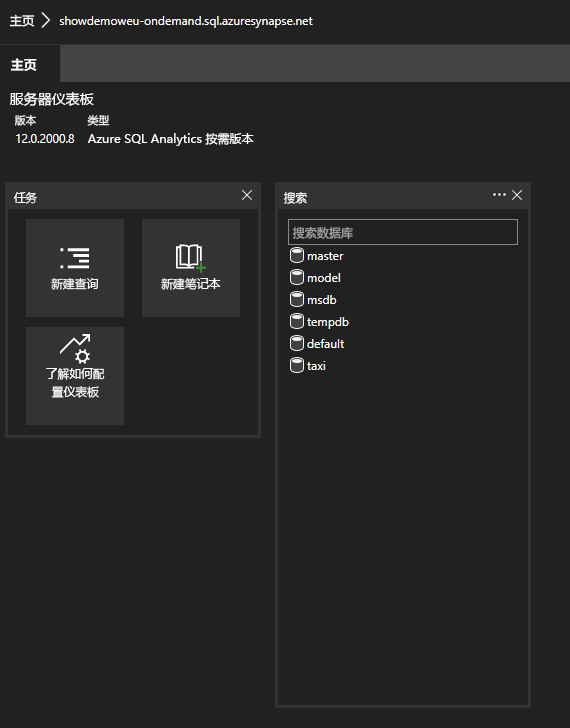 主页 showdemoweu-ondemand.sql.azuresynapse.net
主页
服务器仪表板
版本 类型
12.0.2000.8 Azure SQL Analytics 按需版本
任务
新建查询 新建笔记本
了解如何配
置仪表板
搜索
搜索数据库
master
model
msdb
tempdb
default
taxi